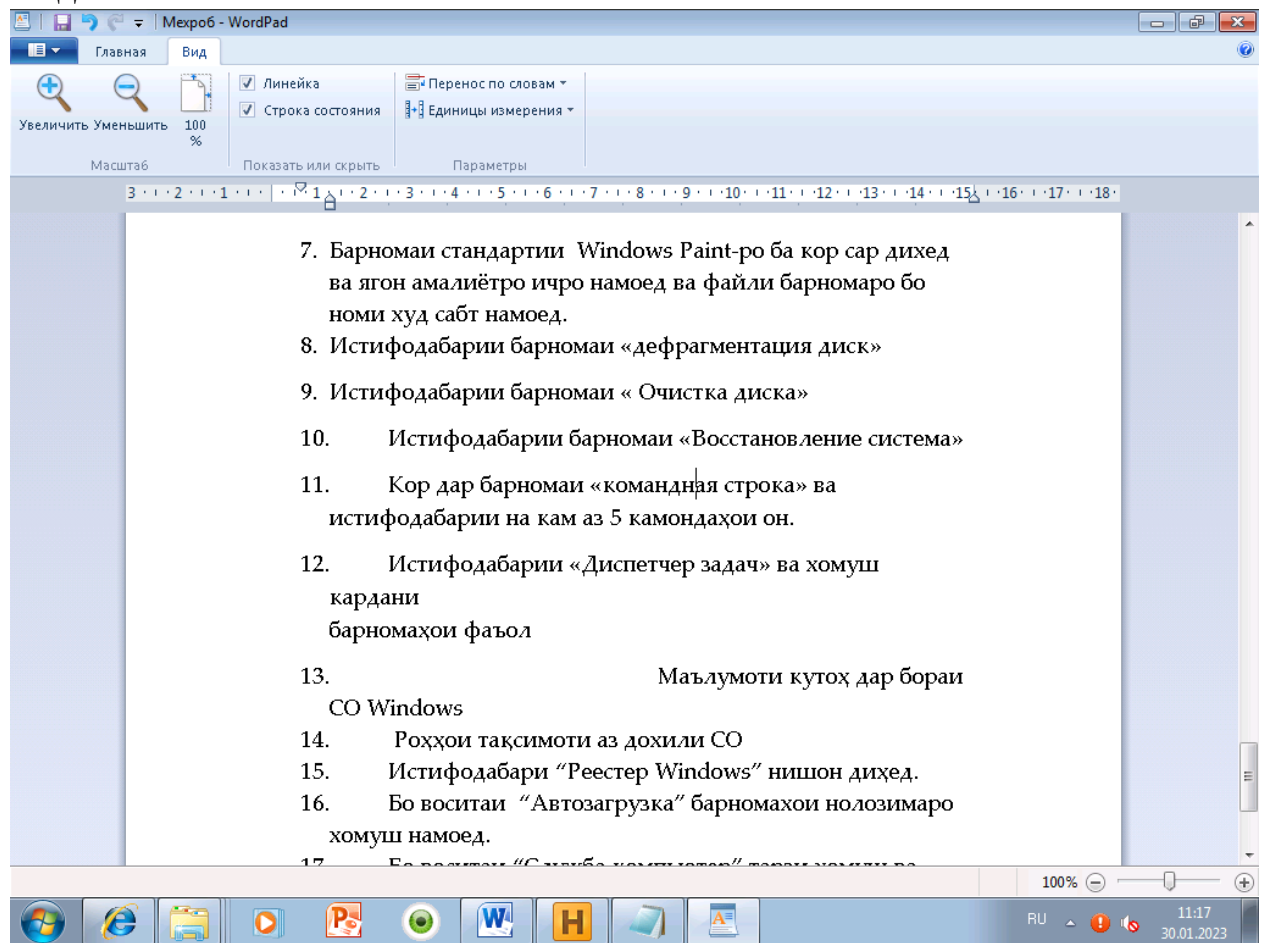 Мехроб - WordPad
Главная Вид
Увеличить Уменьшить 100 %
Линейка
Строка состояния
Перенос по словам
Единицы измерения
Масштаб Показать или скрыть Параметры
3 2 1 1 2 3 4 5 6 7 8 9 10 11 12 13 14 15 16 17 18
7. Барномаи стандартии Windows Paint-ро ба кор сар дихед
ва ягон амалиётро ичро намоед ва файли барномаро бо
номи худ сабт намоед.
8. Истифодабарии барномаи «дефрагментация диск»
9. Истифодабарии барномаи « Очистка диска»
10. Истифодабарии барномаи «Восстановление система»
11. Кор дар барномаи «командная строка» ва
истифодабарии на кам аз 5 камондаҳои он.
12. Истифодабарии «Диспетчер задач» ва хомуш
кардани
барномаҳои фаъол
13. Маълумоти кутоҳ дар бораи
СО Windows
14. Роҳҳои тақсимоти аз дохили СО
15. Истифодабари “Реестер Windows” нишон диҳед.
16. Бо воситаи “Автозагрузка” барномахои нолозимаро
хомуш намоед.
17
100%
RU
11:17
30.01.2023